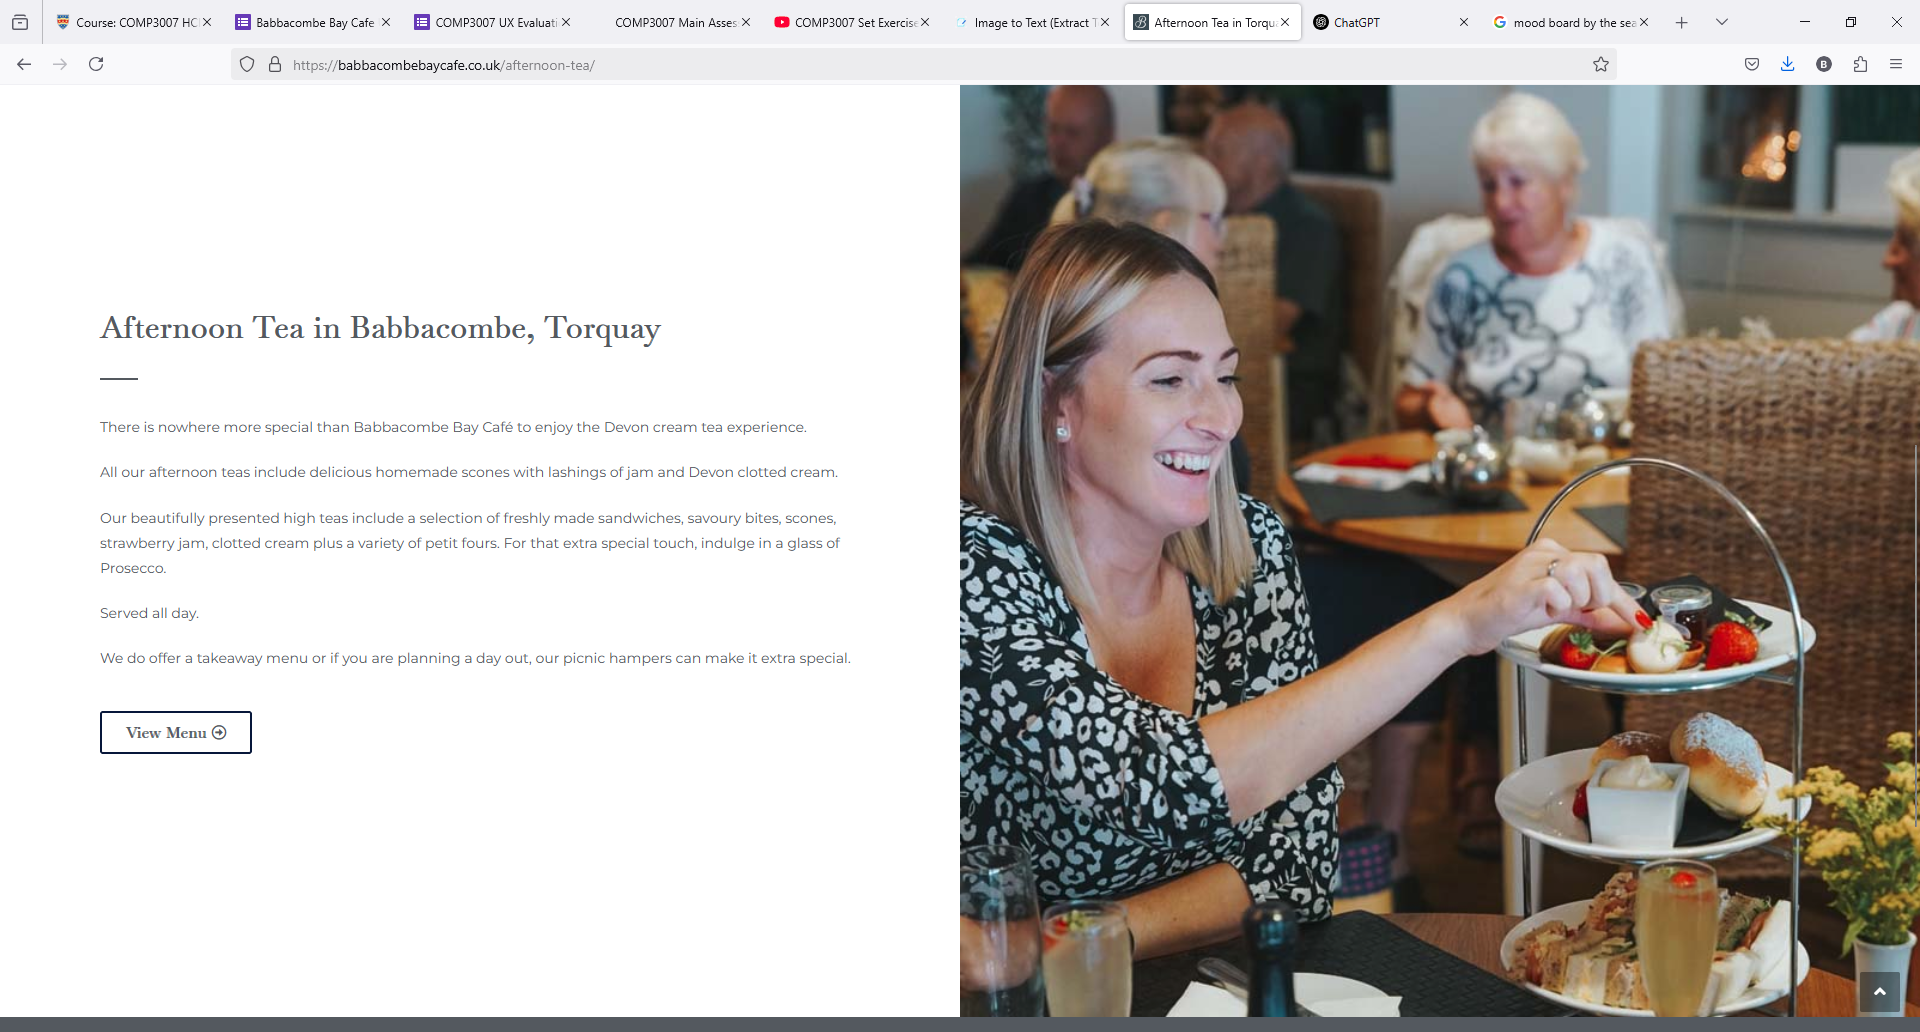 Course: COMP3007 HC
Babbacombe Bay Cafe
COMP3007 UX Evaluati
COMP3007 Main Asses
COMP3007 Set Exercise
Image to Text (Extract T
Afternoon Tea in Torqu
ChatGPT
mood board by the sea
https://babbacombebaycafe.co.uk/afternoon-tea/
B
Afternoon Tea in Babbacombe, Torquay
There is nowhere more special than Babbacombe Bay Café to enjoy the Devon cream tea experience.
All our afternoon teas include delicious homemade scones with lashings of jam and Devon clotted cream.
Our beautifully presented high teas include a selection of freshly made sandwiches, savoury bites, scones,
strawberry jam, clotted cream plus a variety of petit fours. For that extra special touch, indulge in a glass of
Prosecco.
Served all day.
We do offer a takeaway menu or if you are planning a day out, our picnic hampers can make it extra special.
View Menu